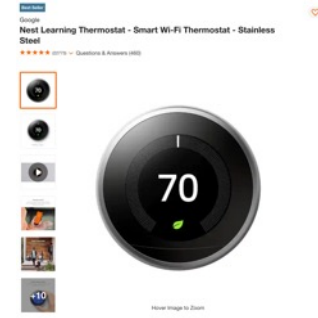 Best Seller
Google
Nest Learning Thermostat - Smart Wi-Fi Thermostat - Stainless
Steel
Questions & Answers (460)
70
+10
Hover Image to Zoom